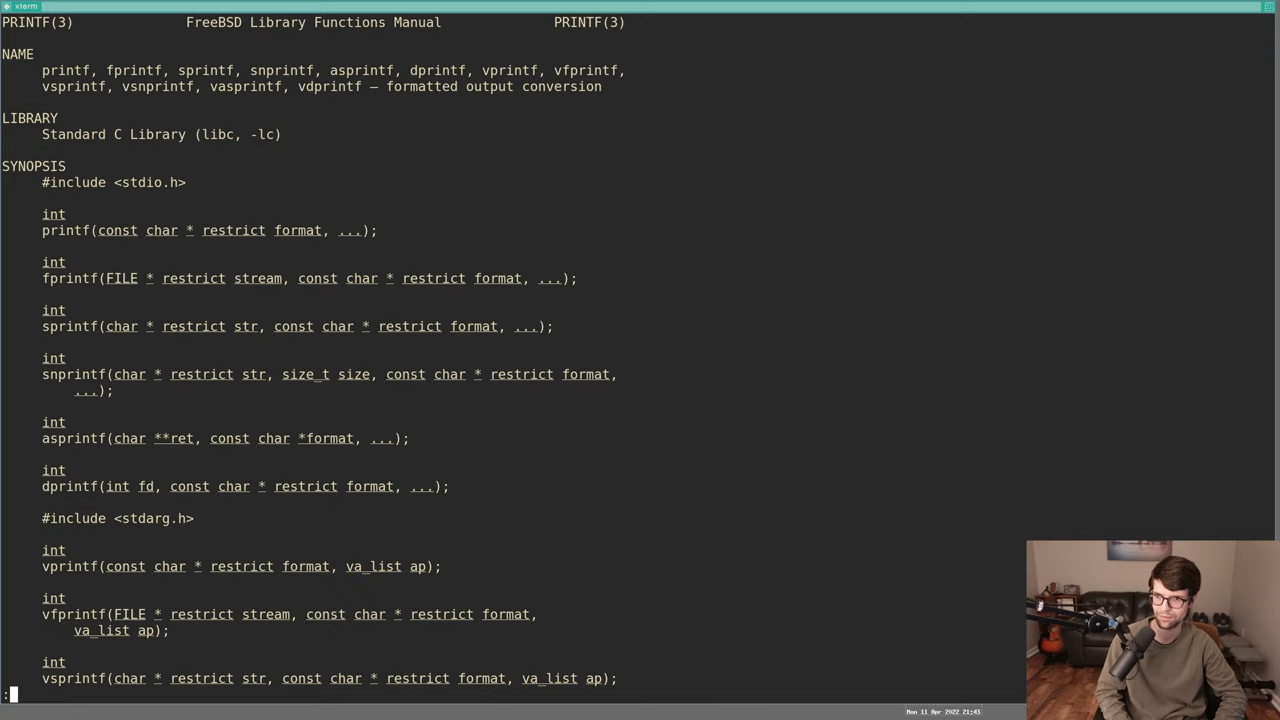 xterm
PRINTF(3) FreeBSD Library Functions Manual PRINTF(3)
NAME
printf, fprintf, sprintf, snprintf, asprintf, dprintf, vprintf, vfprintf,
vsprintf, vsnprintf, vasprintf, vdprintf – formatted output conversion
LIBRARY
Standard C Library (libc, -lc)
SYNOPSIS
#include <stdio.h>
int
printf(const char * restrict format, ...);
int
fprintf(FILE * restrict stream, const char * restrict format, ...);
int
sprintf(char * restrict str, const char * restrict format, ...);
int
snprintf(char * restrict str, size_t size, const char * restrict format,
...);
int
asprintf(char **ret, const char *format, ...);
int
dprintf(int fd, const char * restrict format, ...);
#include <stdarg.h>
int
vprintf(const char * restrict format, va_list ap);
int
vfprintf(FILE * restrict stream, const char * restrict format,
va_list ap);
int
vsprintf(char * restrict str, const char * restrict format, va_list ap);
:
Mon 11 Apr 2022 21:43